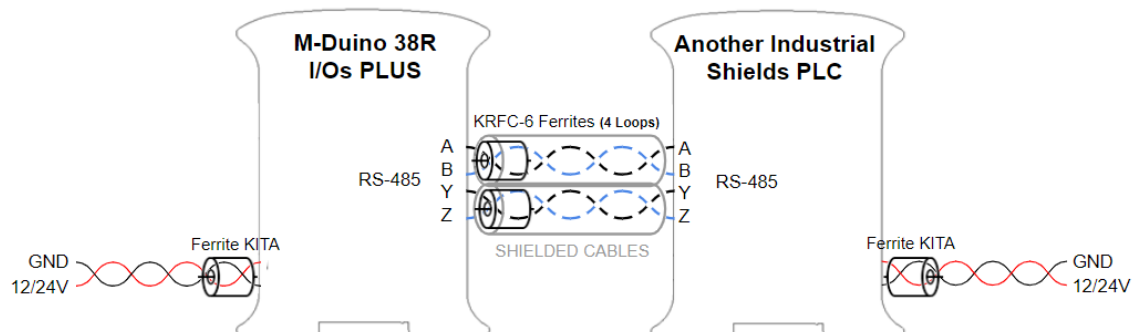 M-Duino 38R
I/Os PLUS
Another Industrial
Shields PLC
KRFC-6 Ferrites (4 Loops)
A
B
Y
Z
RS-485
A
B
Y
Z
RS-485
SHIELDED CABLES
Ferrite KITA
GND
12/24V
Ferrite KITA
GND
12/24V